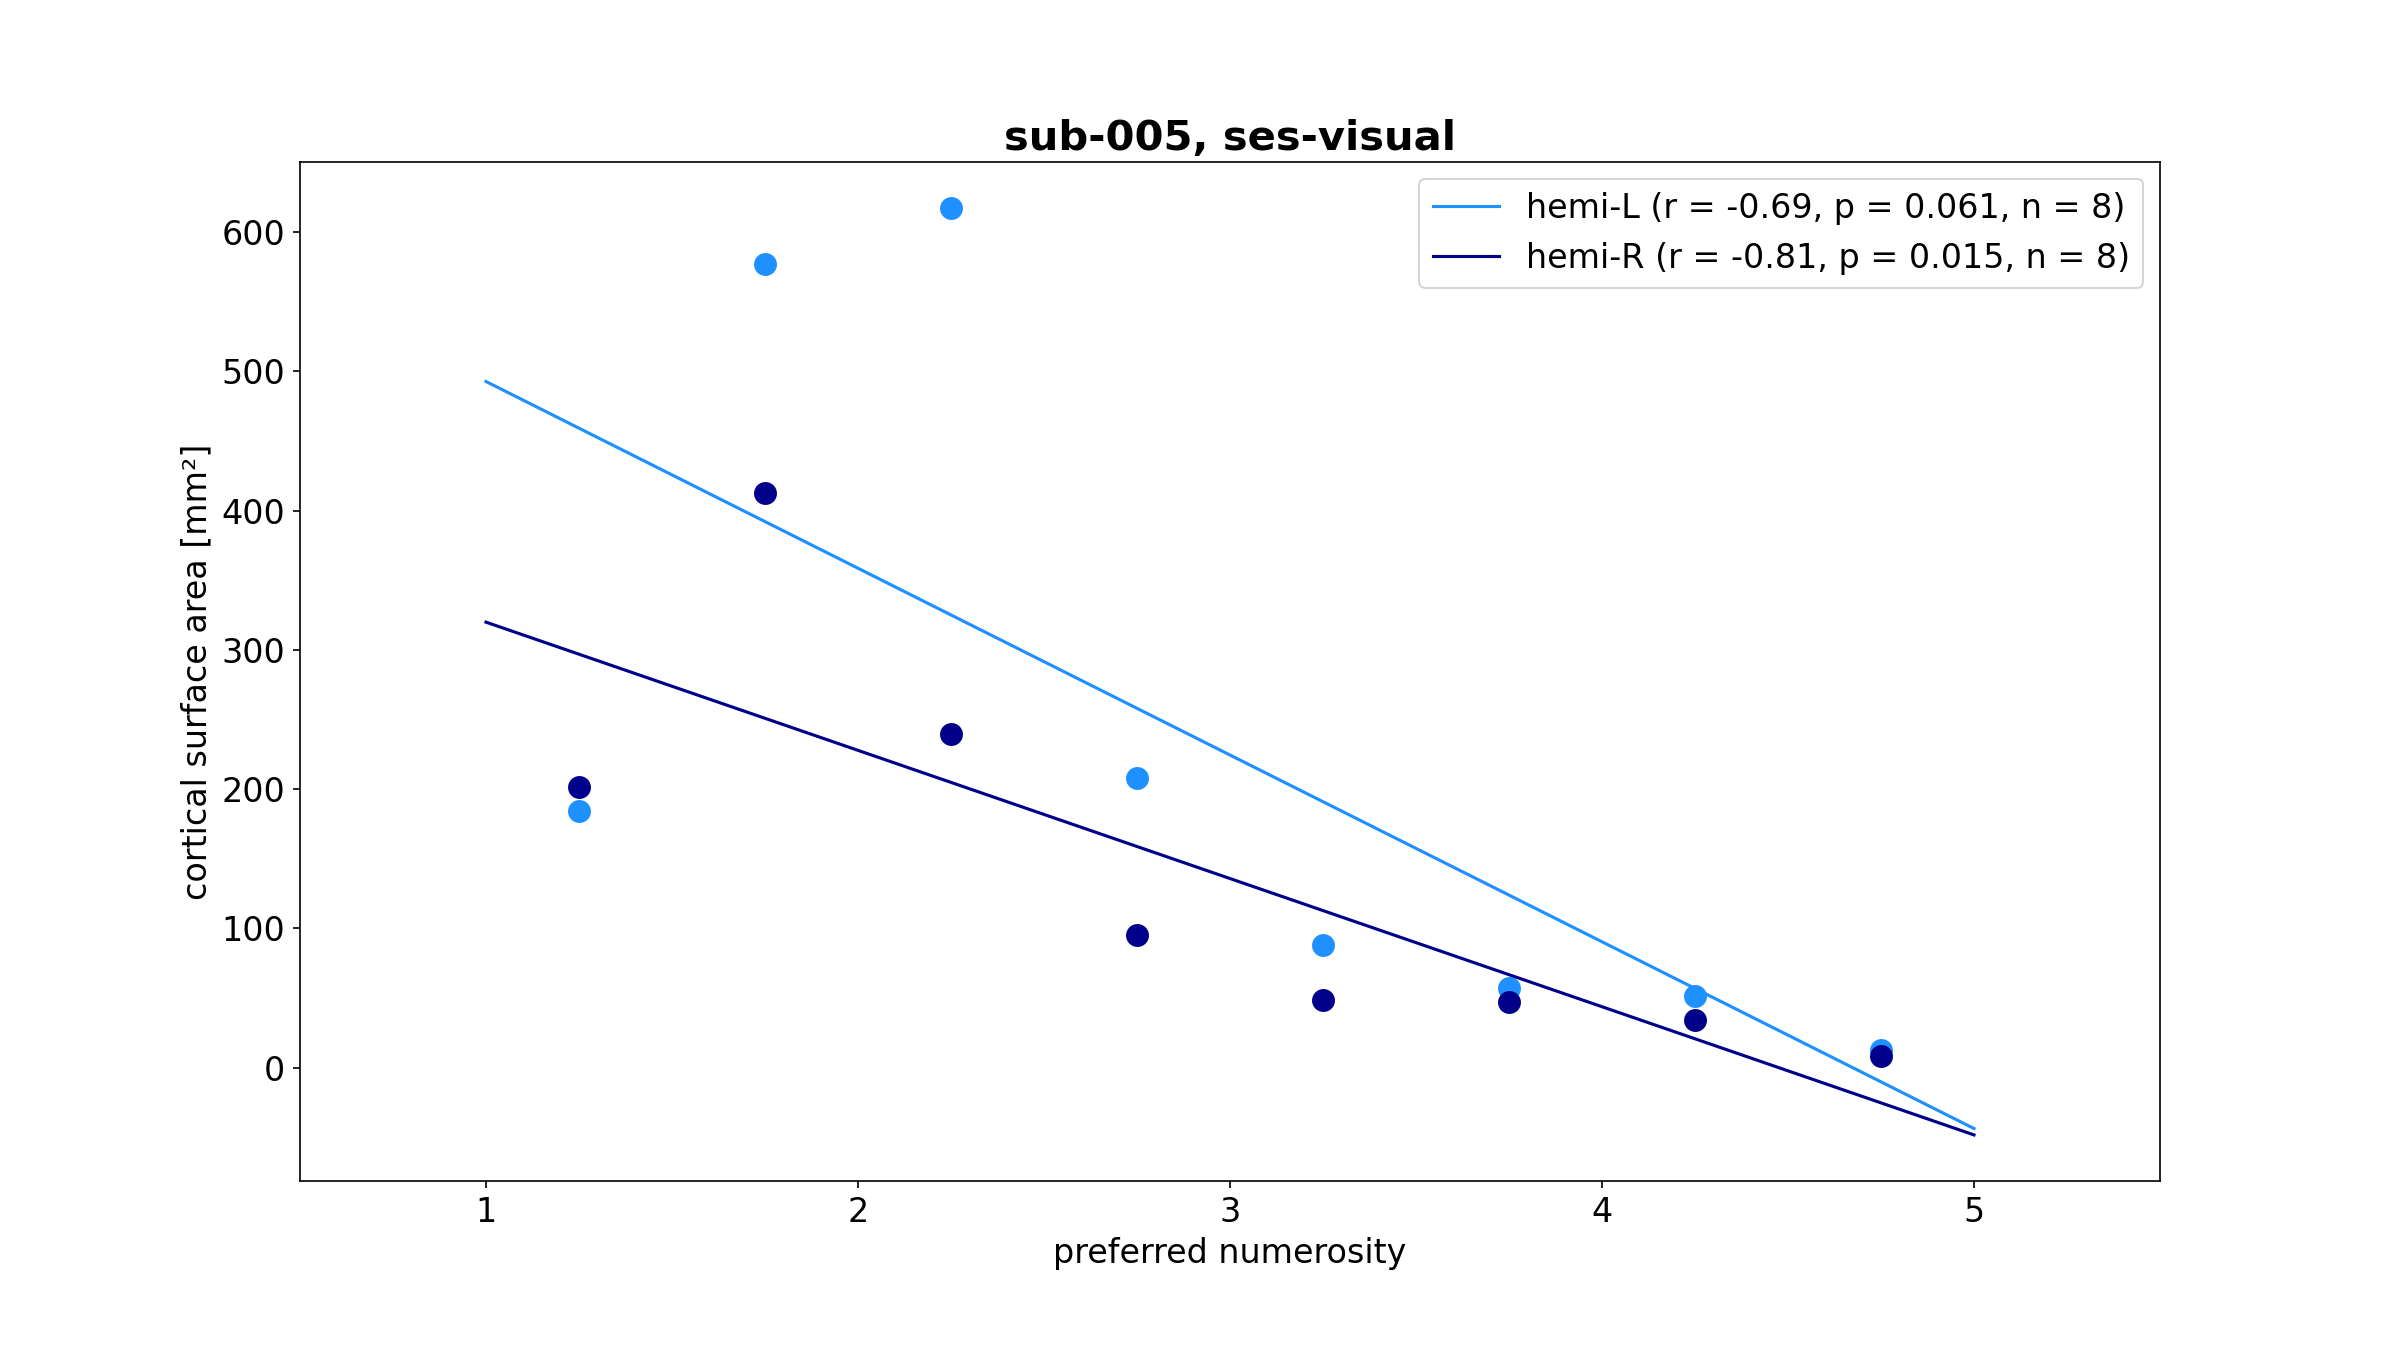 sub-005, ses-visual
hemi-L (r = -0.69, p = 0.061, n = 8)
hemi-R (r = -0.81, p = 0.015, n = 8)
cortical surface area [mm²]
600
500
400
300
200
100
0
1 2 3 4 5
preferred numerosity